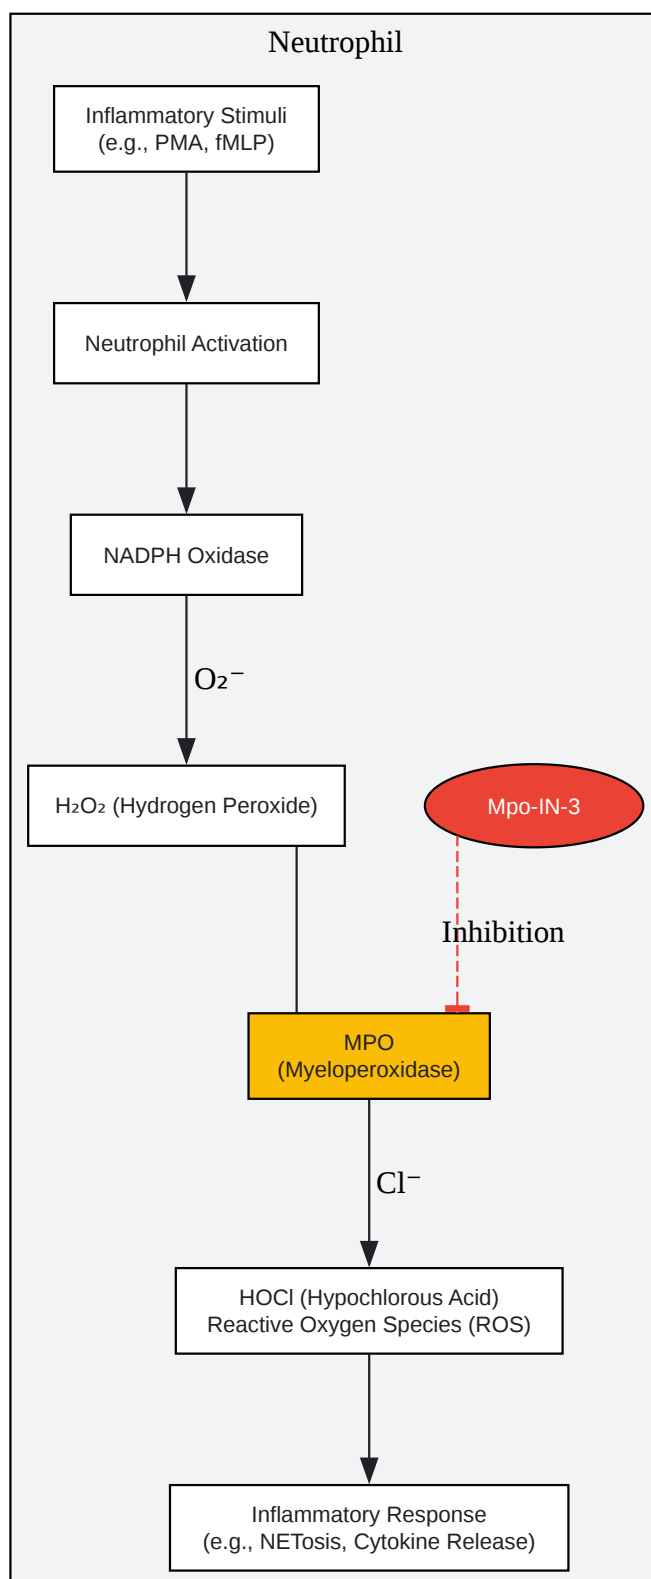 Neutrophil
Inflammatory Stimuli
(e.g., PMA, fMLP)
Neutrophil Activation
NADPH Oxidase
O₂⁻
H₂O₂ (Hydrogen Peroxide)
Mpo-IN-3
Inhibition
MPO
(Myeloperoxidase)
Cl⁻
HOCl (Hypochlorous Acid)
Reactive Oxygen Species (ROS)
Inflammatory Response
(e.g., NETosis, Cytokine Release)